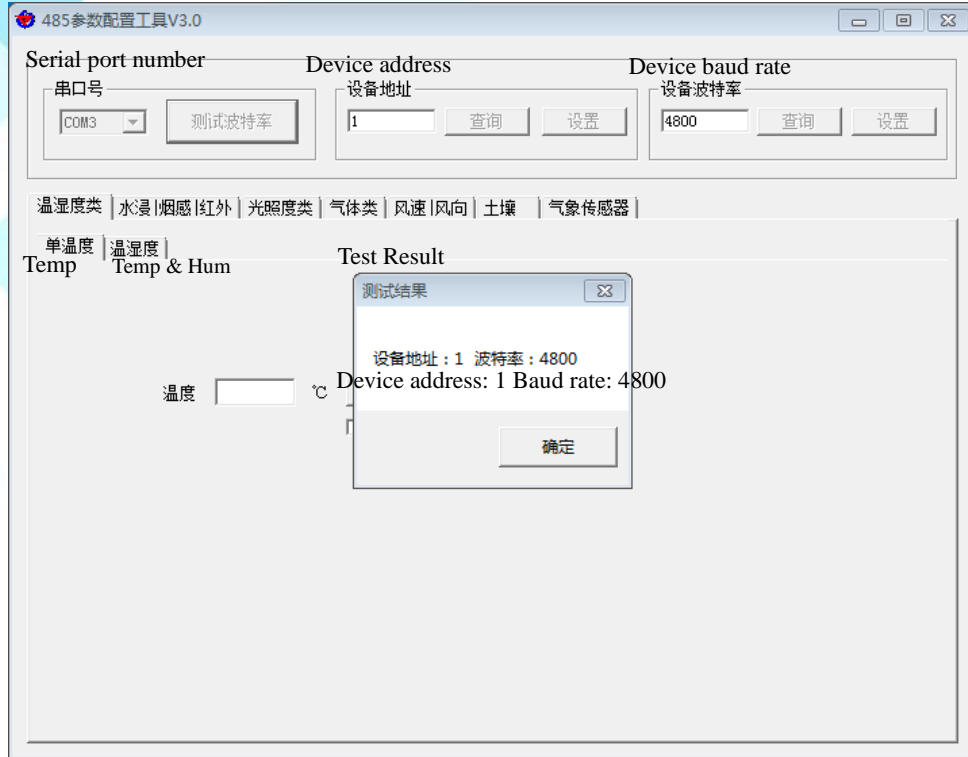 485参数配置工具V3.0
Serial port number
Device address
Device baud rate
串口号
设备地址
设备波特率
COM3
测试波特率
1
查询
设置
4800
查询
设置
温湿度类
水浸|烟感|红外
光照度类
气体类
风速|风向
土壤
气象传感器
单温度
温湿度
Temp
Temp & Hum
Test Result
测试结果
设备地址：1 波特率：4800
Device address: 1 Baud rate: 4800
温度
℃
确定